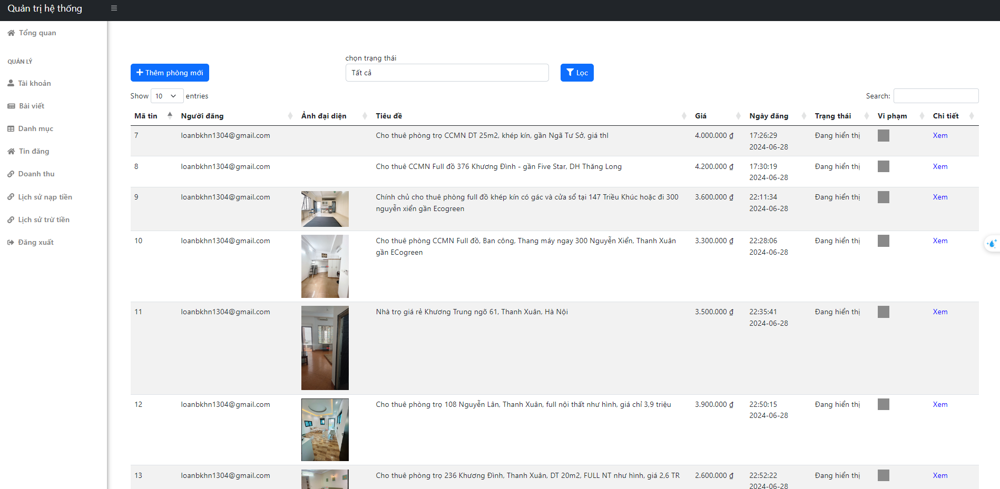 Quản trị hệ thống
Tổng quan
QUẢN LÝ
Tài khoản
Bài viết
Danh mục
Tin đăng
Doanh thu
Lịch sử nạp tiền
Lịch sử trừ tiền
Đăng xuất
chọn trạng thái
Thêm phòng mới
Tất cả
Lọc
Show 10 entries
Search:
Mã tin Người đăng Ảnh đại diện Tiêu đề Giá Ngày đăng Trạng thái Vi phạm Chi tiết
7 loanbkhn1304@gmail.com Cho thuê phòng trọ CCMN DT 25m2, khép kín, gần Ngã Tư Sở, giá thl 4.000.000 ₫ 17:26:29 Đang hiển thị Xem
2024-06-28
8 loanbkhn1304@gmail.com Cho thuê CCMN Full đồ 376 Khương Đình - gần Five Star, DH Thăng Long 4.200.000 ₫ 17:30:19 Đang hiển thị Xem
2024-06-28
9 loanbkhn1304@gmail.com Chính chủ cho thuê phòng full đồ khép kín có gác và cửa sổ tại 147 Triều Khúc hoặc đi 300 3.600.000 ₫ 22:11:34 Đang hiển thị Xem
nguyễn xiển gần Ecogreen 2024-06-28
10 loanbkhn1304@gmail.com Cho thuê phòng CCMN Full đồ, Ban công, Thang máy ngay 300 Nguyễn Xiển, Thanh Xuân 3.300.000 ₫ 22:28:06 Đang hiển thị Xem
gần ECogreen 2024-06-28
11 loanbkhn1304@gmail.com Nhà trọ giá rẻ Khương Trung ngõ 61, Thanh Xuân, Hà Nội 3.500.000 ₫ 22:35:41 Đang hiển thị Xem
2024-06-28
12 loanbkhn1304@gmail.com Cho thuê phòng trọ 108 Nguyễn Lân, Thanh Xuân, full nội thất như hình, giá chỉ 3,9 triệu 3.900.000 ₫ 22:50:15 Đang hiển thị Xem
2024-06-28
13 loanbkhn1304@gmail.com Cho thuê phòng trọ 236 Khương Đình, Thanh Xuân, DT 20m2, FULL NT như hình, giá 2,6 TR 2.600.000 ₫ 22:52:22 Đang hiển thị Xem
2024-06-28